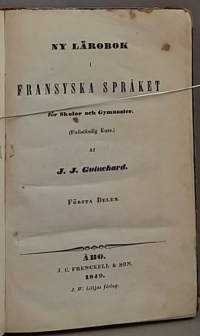 NY LÄROBOK
I
FRANSYSKA SPRÅKET
för Skolor och Gymnasier.
(Fullständig Kurs.)
AF
J. J. Guinchard.
FÖRSTA DELEN.
ÅBO,
J. C. FRENCKELL & SON,
1849.
J. W. Lilljas förlag.